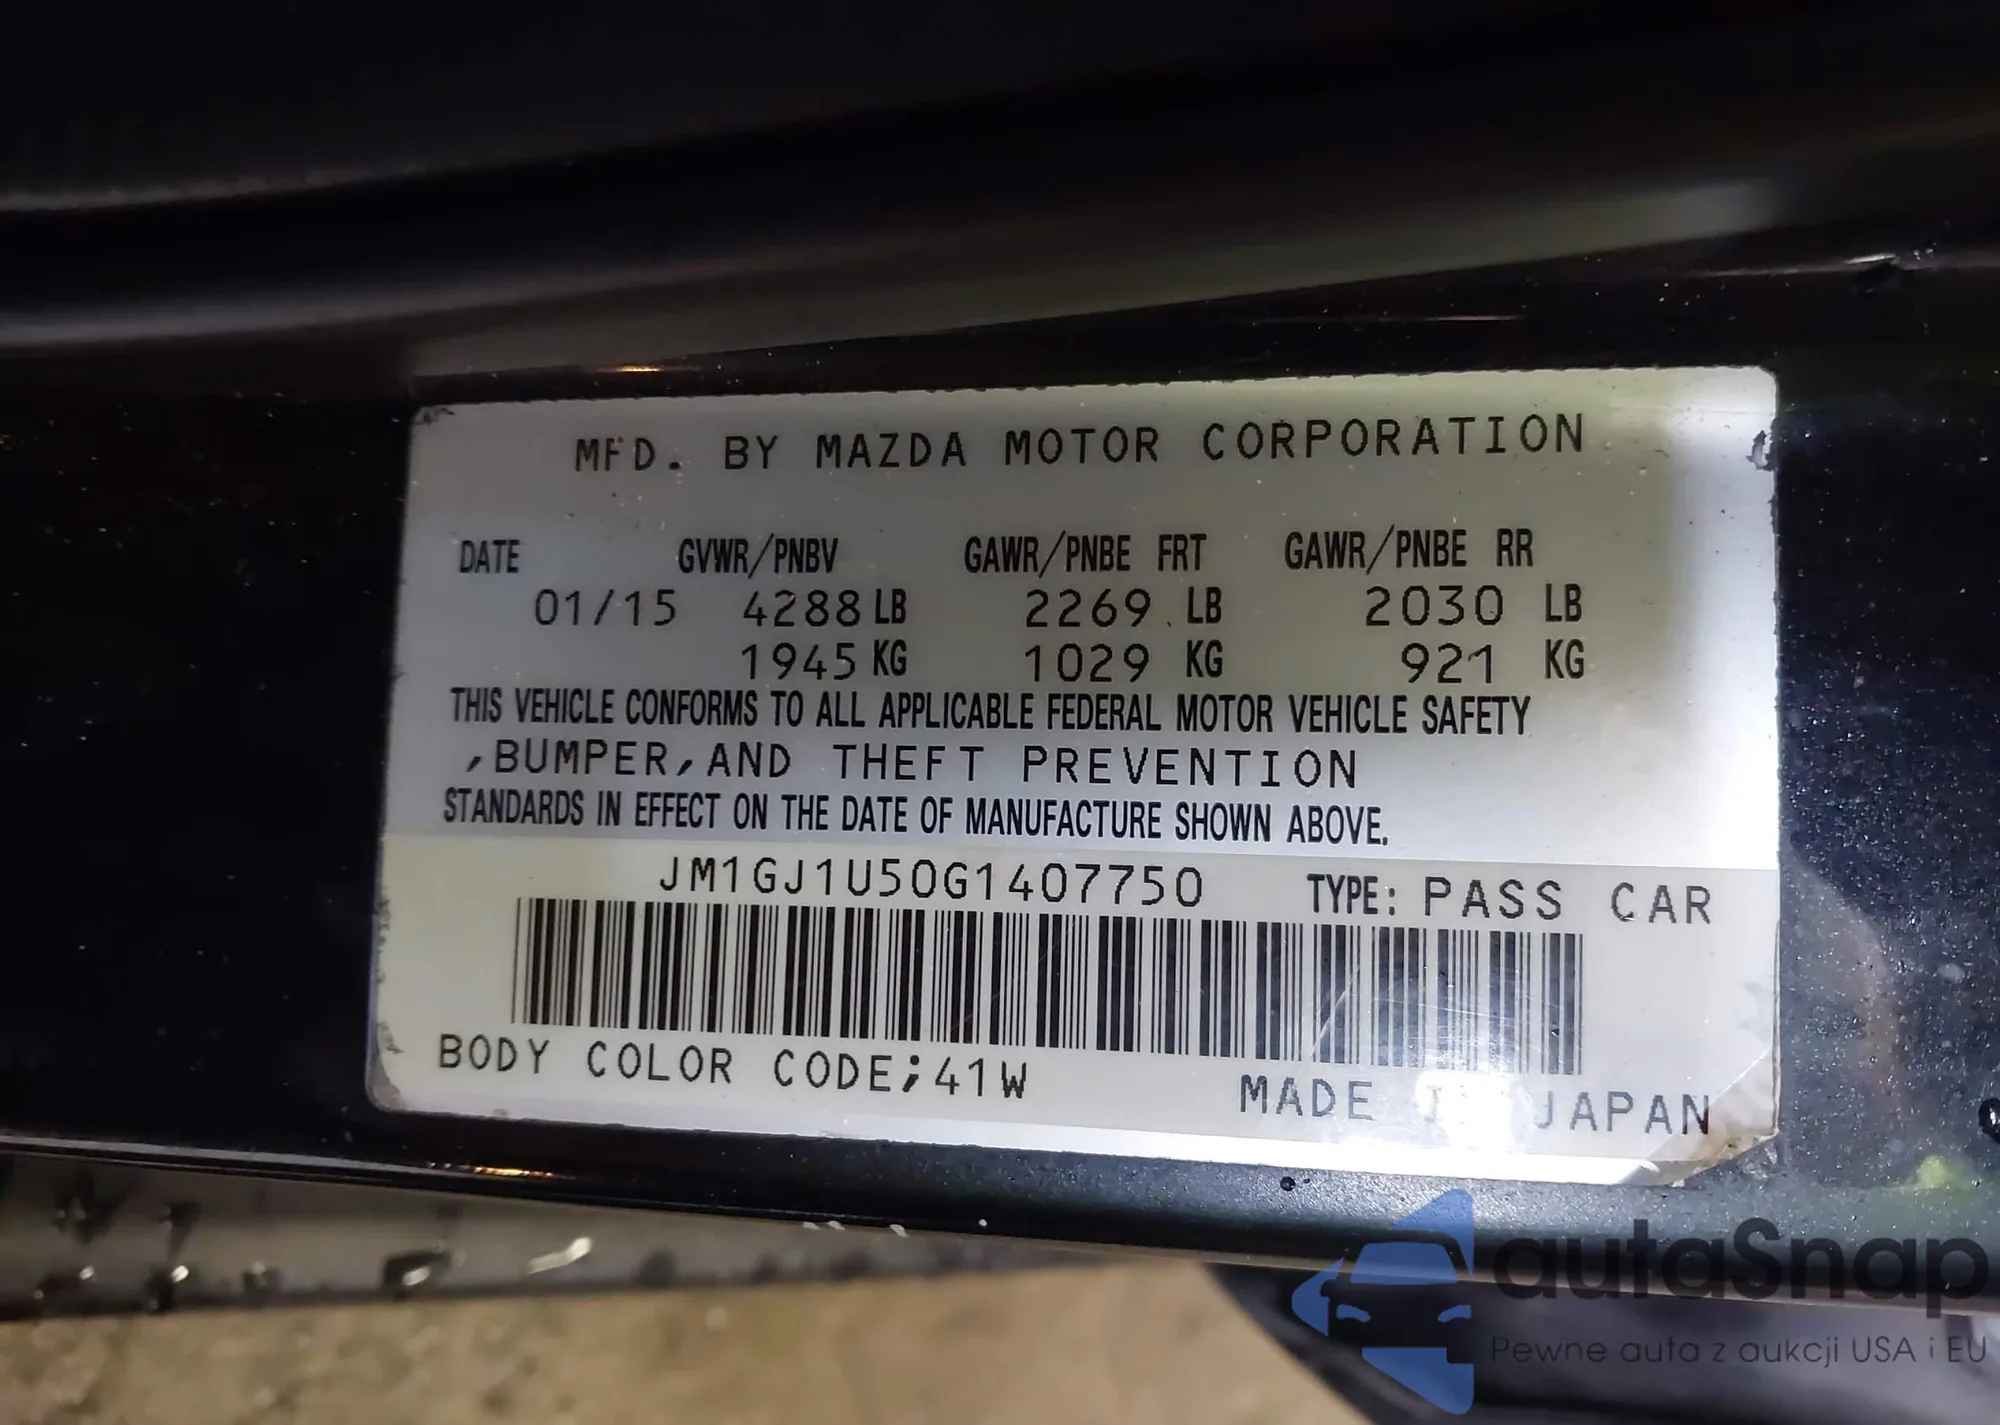 MFD. BY MAZDA MOTOR CORPORATION
DATE GVWR/PNBV GAWR/PNBE FRT GAWR/PNBE RR
01/15 4288 LB 2269 LB 2030 LB
1945 KG 1029 KG 921 KG
THIS VEHICLE CONFORMS TO ALL APPLICABLE FEDERAL MOTOR VEHICLE SAFETY
,BUMPER,AND THEFT PREVENTION
STANDARDS IN EFFECT ON THE DATE OF MANUFACTURE SHOWN ABOVE.
JM1GJ1U50G1407750 TYPE: PASS CAR
BODY COLOR CODE;41W
MADE JAPAN
autaSnap
Pewne auta z aukcji USA i EU